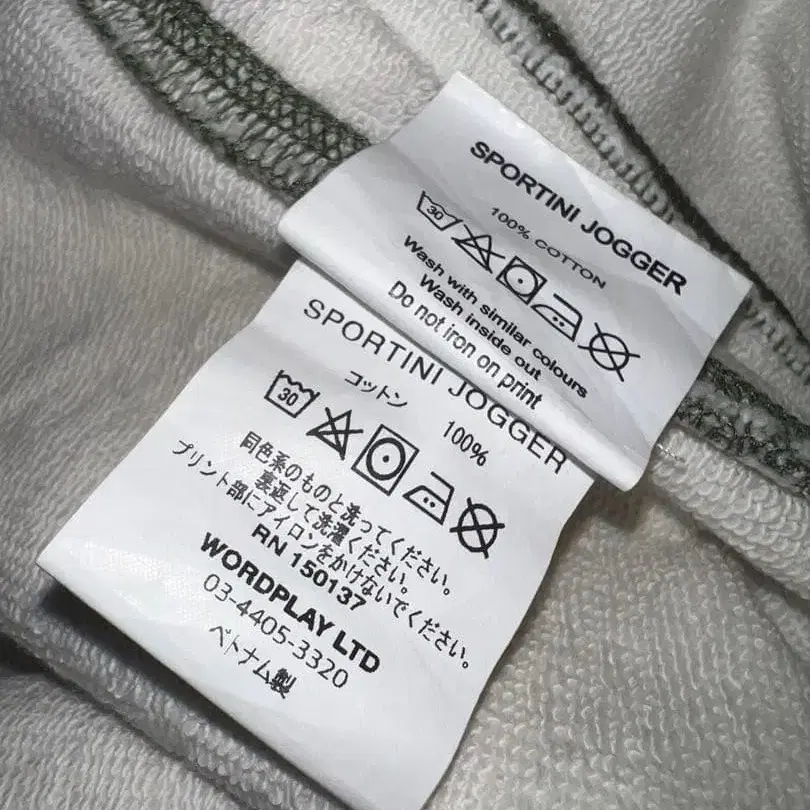 SPORTINI JOGGER
100% COTTON
30
Wash with similar colours
Wash inside out
Do not iron on print
SPORTINI JOGGER
コットン 100%
30
同色系のものと洗ってください。
裏返して洗濯ください。
プリント部にアイロンをかけないでください。
RN 150137
WORDPLAY LTD
03-4405-3320
ベトナム製